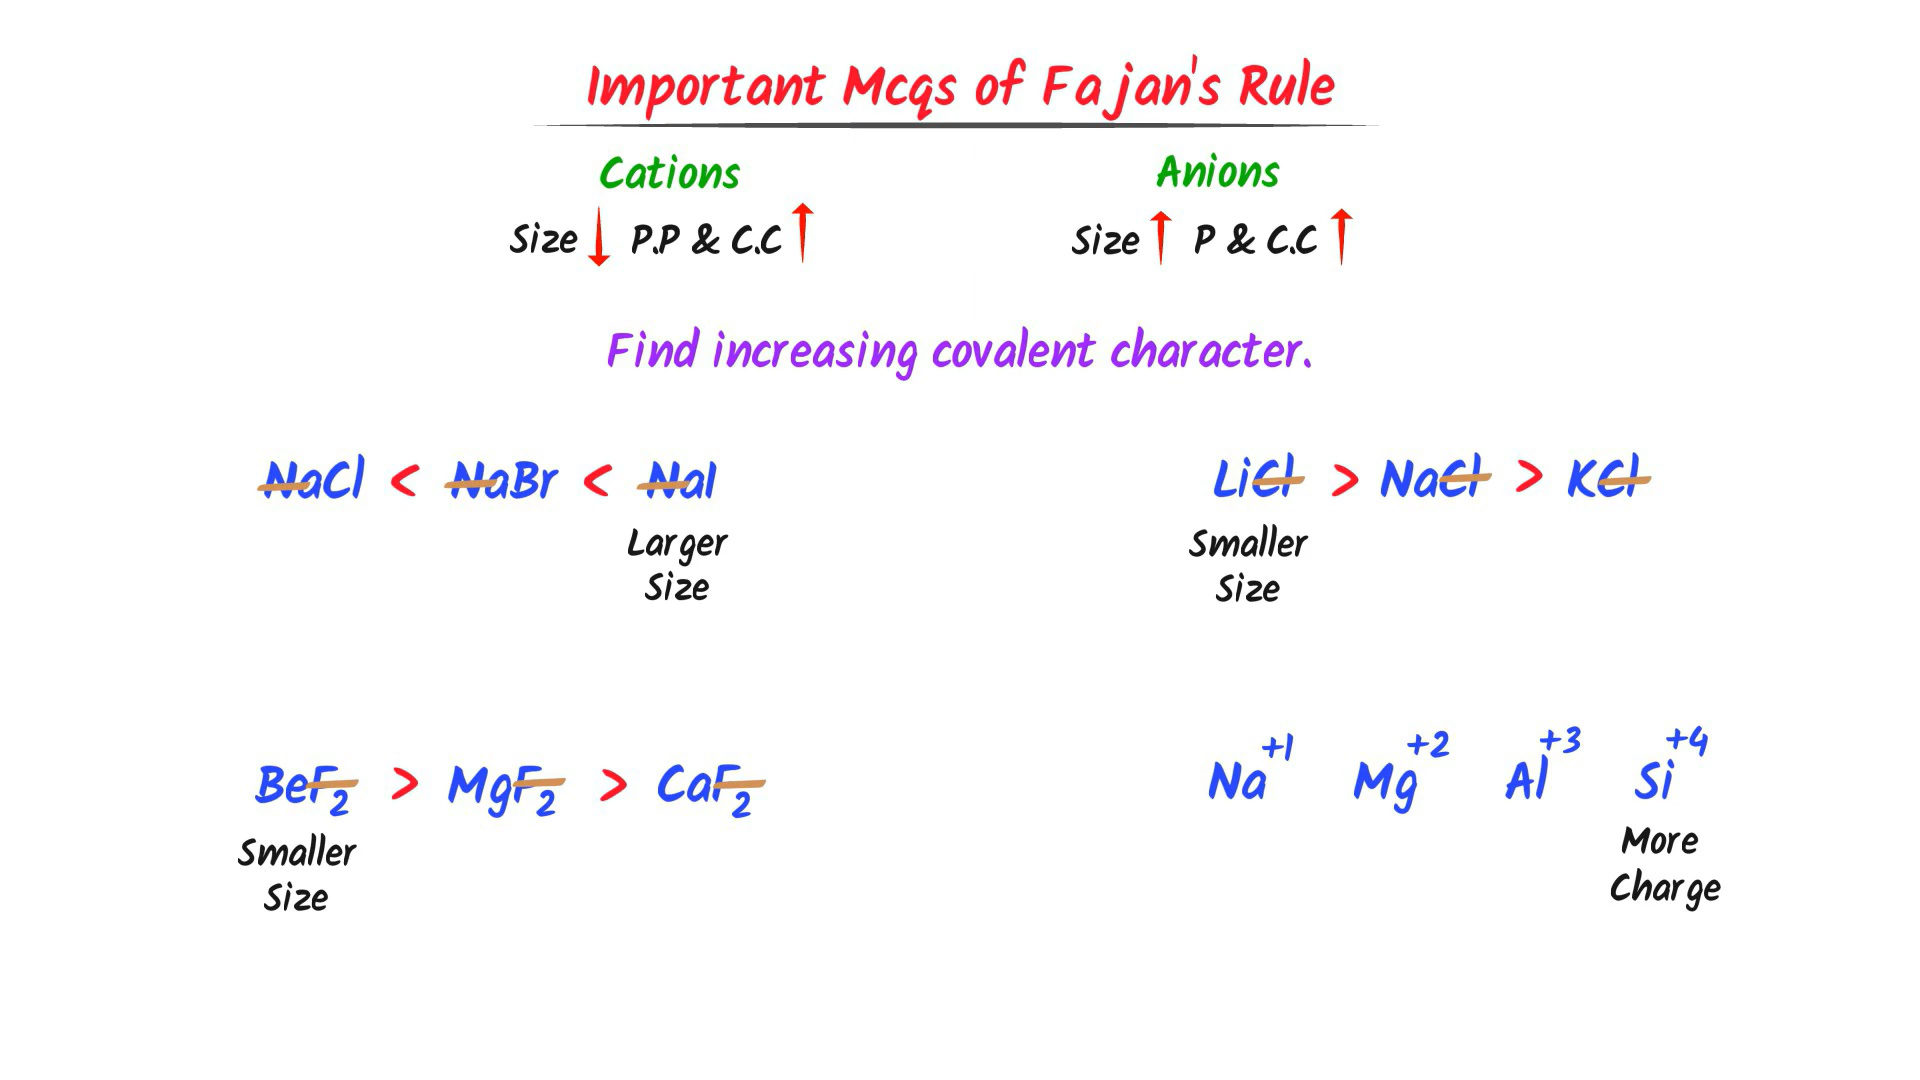 Important Mcqs of Fajan's Rule
Cations
Anions
Size ↓ P.P & C.C ↑
Size ↑ P & C.C ↑
Find increasing covalent character.
NaCl < NaBr < NaI
LiCl > NaCl > KCl
Larger
Size
Smaller
Size
BeF₂ > MgF₂ > CaF₂
Na⁺¹ Mg⁺² Al⁺³ Si⁺⁴
Smaller
Size
More
Charge